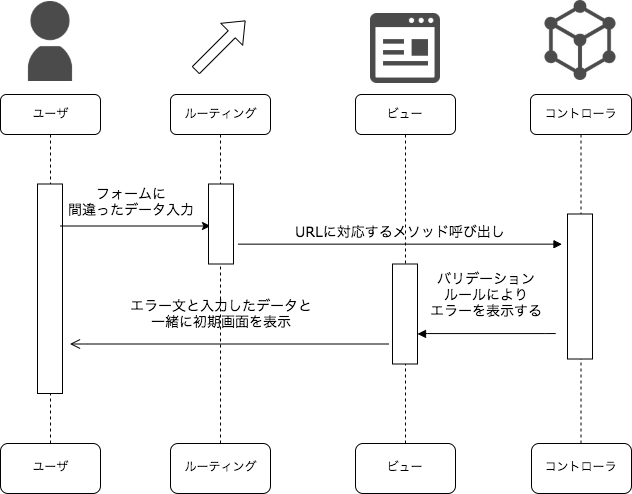 ユーザ
ルーティング
ビュー
コントローラ
フォームに
間違ったデータ入力
URLに対応するメソッド呼び出し
バリデーション
ルールにより
エラーを表示する
エラー文と入力したデータと
一緒に初期画面を表示
ユーザ
ルーティング
ビュー
コントローラ